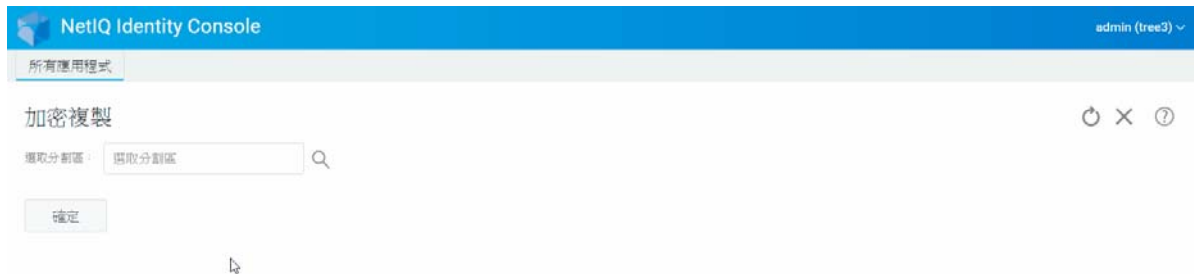 NetIQ Identity Console
admin (tree3)
所有應用程式
加密複製
選取分割區： 選取分割區
確定